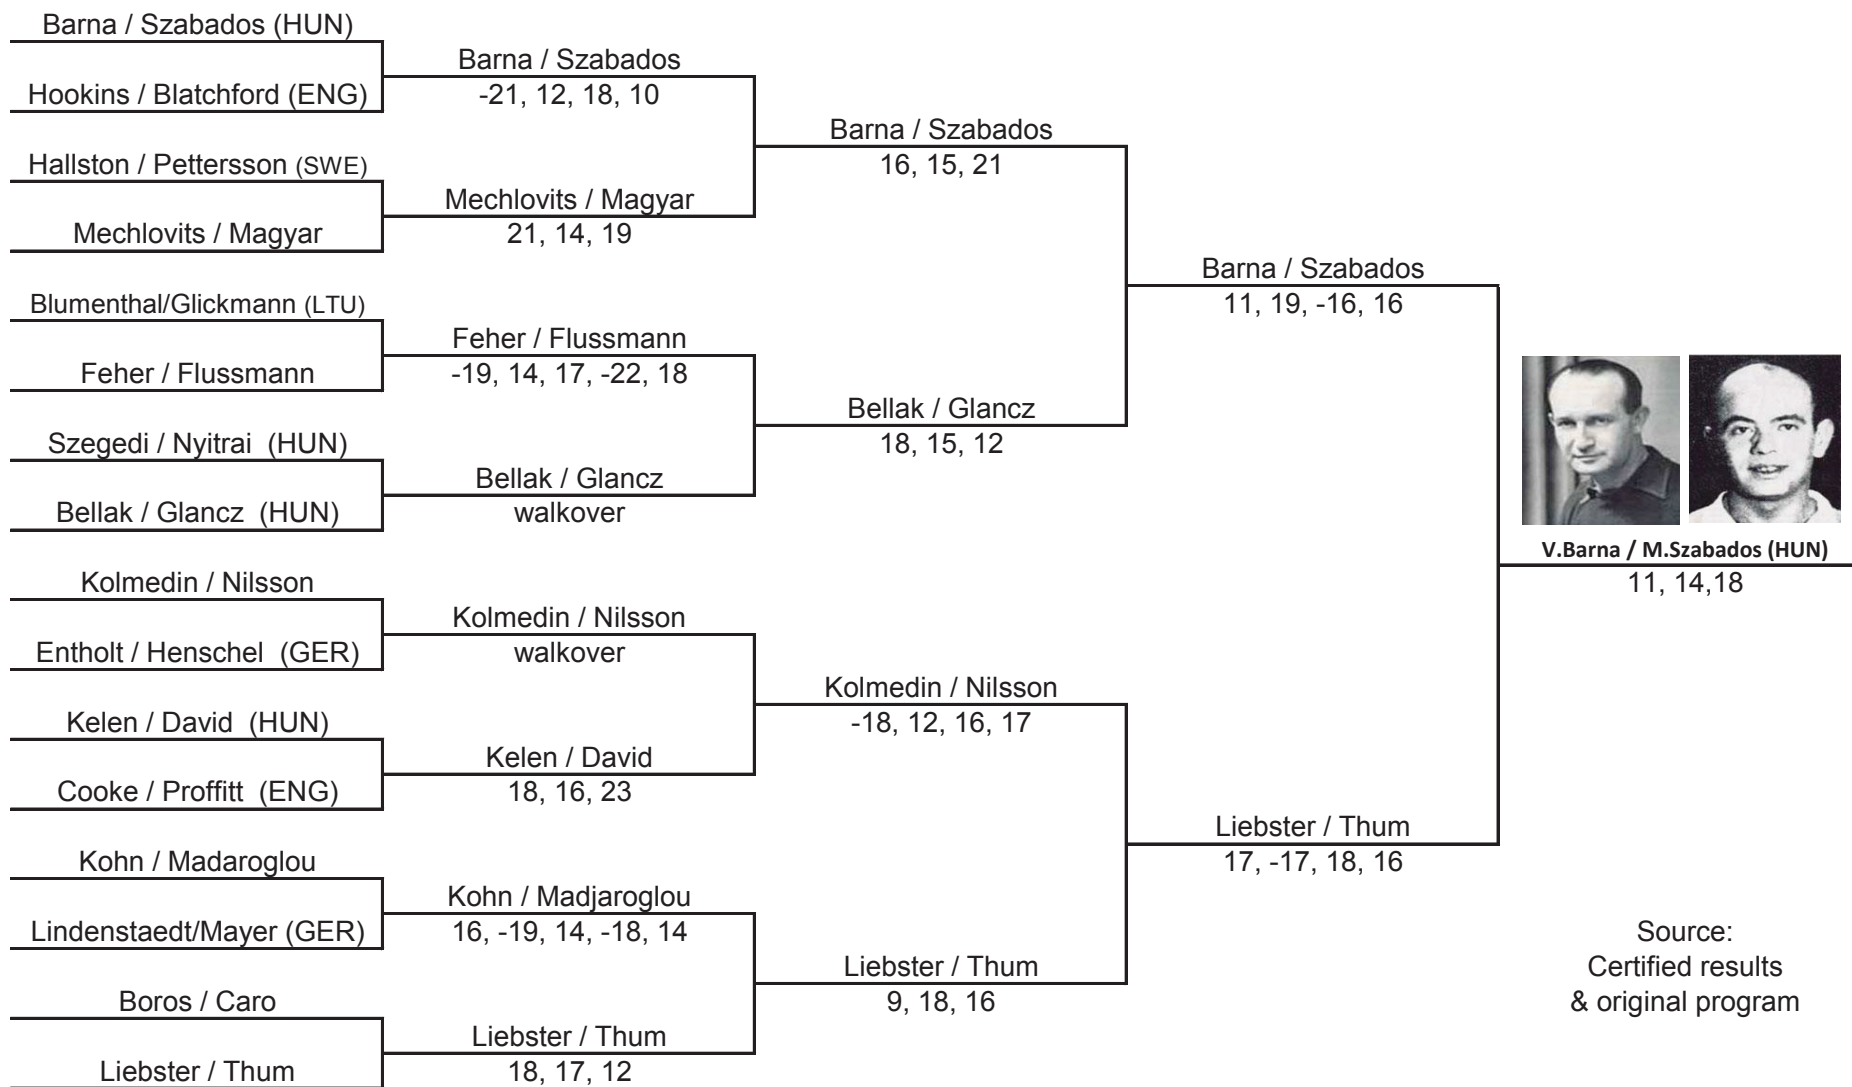 Barna / Szabados (HUN)
Hookins / Blatchford (ENG)
Hallston / Pettersson (SWE)
Mechlovits / Magyar
Blumenthal/Glickmann (LTU)
Feher / Flussmann
Szegedi / Nyitrai (HUN)
Bellak / Glancz (HUN)
Kolmedin / Nilsson
Entholt / Henschel (GER)
Kelen / David (HUN)
Cooke / Proffitt (ENG)
Kohn / Madaroglou
Lindenstaedt/Mayer (GER)
Boros / Caro
Liebster / Thum
Barna / Szabados
-21, 12, 18, 10
Mechlovits / Magyar
21, 14, 19
Feher / Flussmann
-19, 14, 17, -22, 18
Bellak / Glancz
walkover
Kolmedin / Nilsson
walkover
Kelen / David
18, 16, 23
Kohn / Madjaroglou
16, -19, 14, -18, 14
Liebster / Thum
18, 17, 12
Barna / Szabados
16, 15, 21
Bellak / Glancz
18, 15, 12
Kolmedin / Nilsson
-18, 12, 16, 17
Liebster / Thum
9, 18, 16
Barna / Szabados
11, 19, -16, 16
Liebster / Thum
17, -17, 18, 16
V.Barna / M.Szabados (HUN)
11, 14,18
Source:
Certified results
& original program